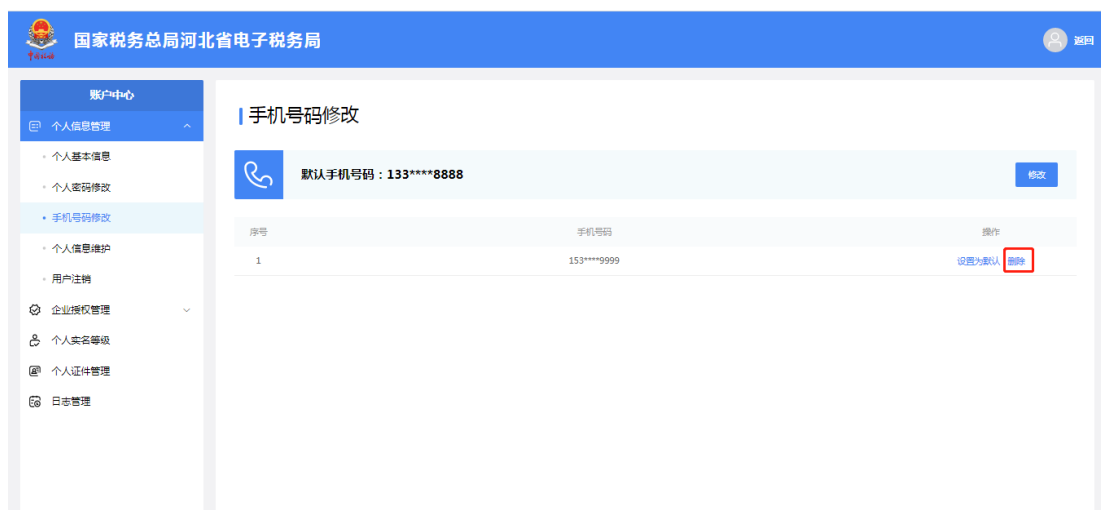 国家税务总局河北省电子税务局
返回
中国税务
账户中心
个人信息管理
个人基本信息
个人密码修改
手机号码修改
个人信息维护
用户注销
企业授权管理
个人实名等级
个人证件管理
日志管理
手机号码修改
默认手机号码：133****8888
修改
序号 手机号码 操作
1 153****9999 设置为默认 删除